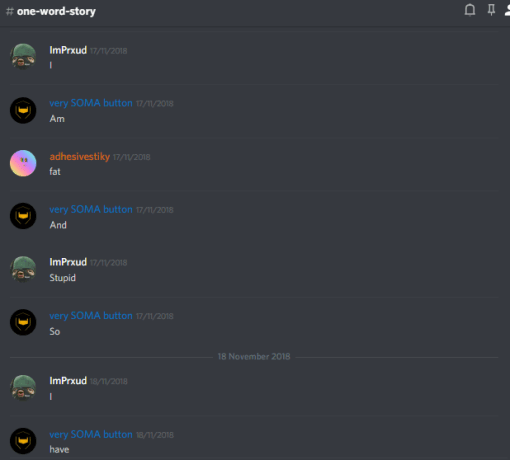 # one-word-story
ImPrxud 17/11/2018
I
very SOMA button 17/11/2018
Am
adhesivestiky 17/11/2018
fat
very SOMA button 17/11/2018
And
ImPrxud 17/11/2018
Stupid
very SOMA button 17/11/2018
So
18 November 2018
ImPrxud 18/11/2018
I
very SOMA button 18/11/2018
have